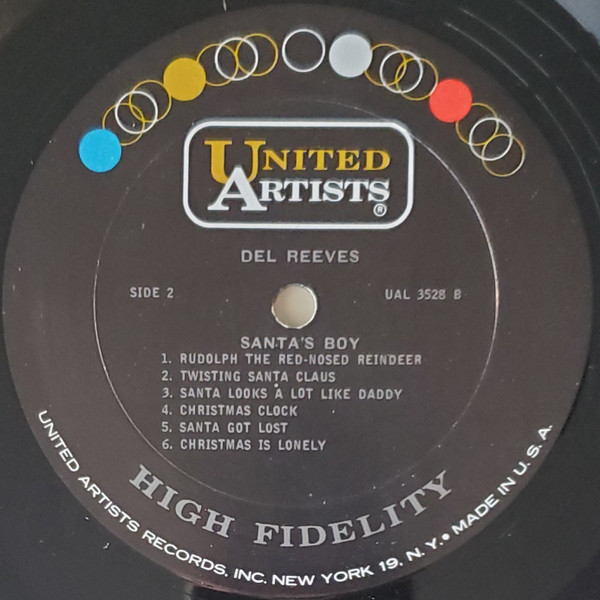 UNITED
ARTISTS®
DEL REEVES
SIDE 2
UAL 3528 B
SANTA'S BOY
1. RUDOLPH THE RED-NOSED REINDEER
2. TWISTING SANTA CLAUS
3. SANTA LOOKS A LOT LIKE DADDY
4. CHRISTMAS CLOCK
5. SANTA GOT LOST
6. CHRISTMAS IS LONELY
HIGH FIDELITY
UNITED ARTISTS RECORDS, INC. NEW YORK 19, N.Y. • MADE IN U.S.A.